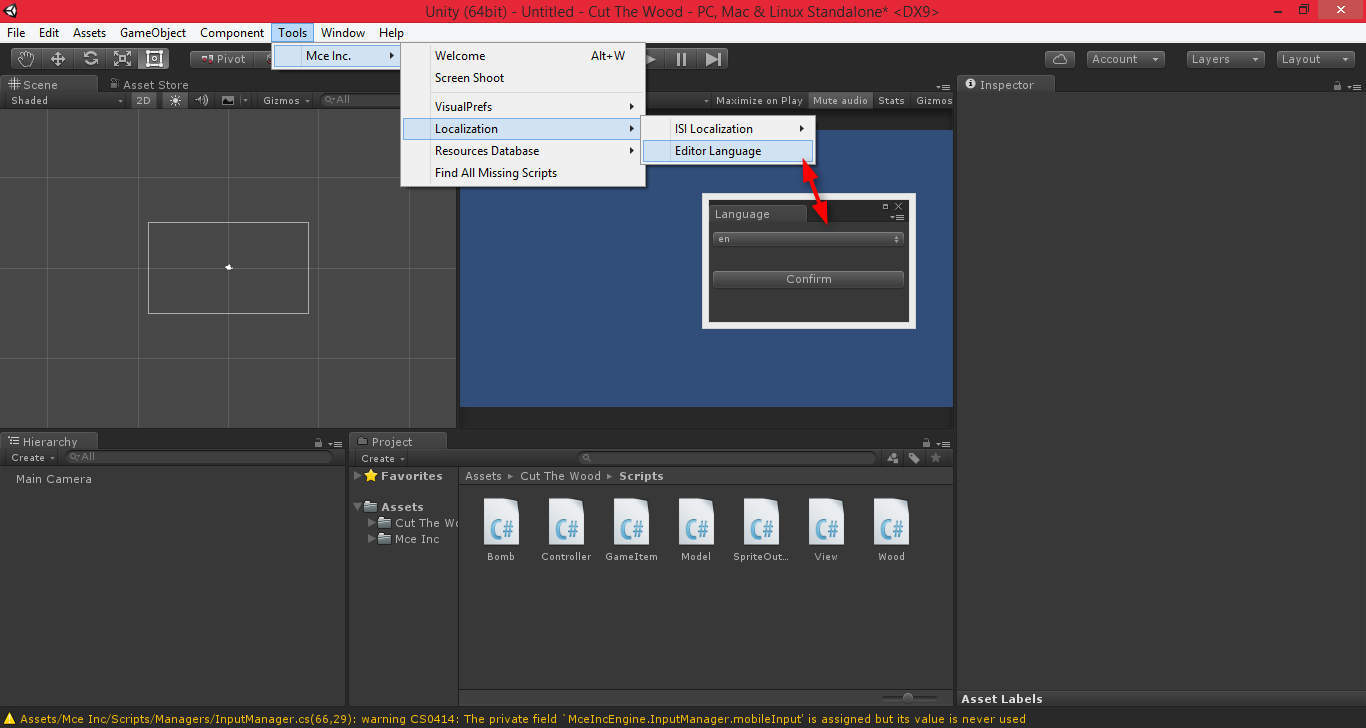 Unity (64bit) - Untitled - Cut The Wood - PC, Mac & Linux Standalone* <DX9>
File Edit Assets GameObject Component Tools Window Help
Pivot
Mce Inc.
Welcome Alt+W
Screen Shoot
VisualPrefs
Localization
Resources Database
Find All Missing Scripts
ISI Localization
Editor Language
Account Layers Layout
Scene Asset Store
Shaded 2D Gizmos All
Maximize on Play Mute audio Stats Gizmos
Inspector
Language
en
Confirm
Hierarchy
Create All
Main Camera
Project
Create
Favorites
Assets
Cut The Wo
Mce Inc
Assets Cut The Wood Scripts
C# C# C# C# C# C# C#
Bomb Controller GameItem Model SpriteOut... View Wood
Asset Labels
Assets/Mce Inc/Scripts/Managers/InputManager.cs(66,29): warning CS0414: The private field `MceIncEngine.InputManager.mobileInput' is assigned but its value is never used